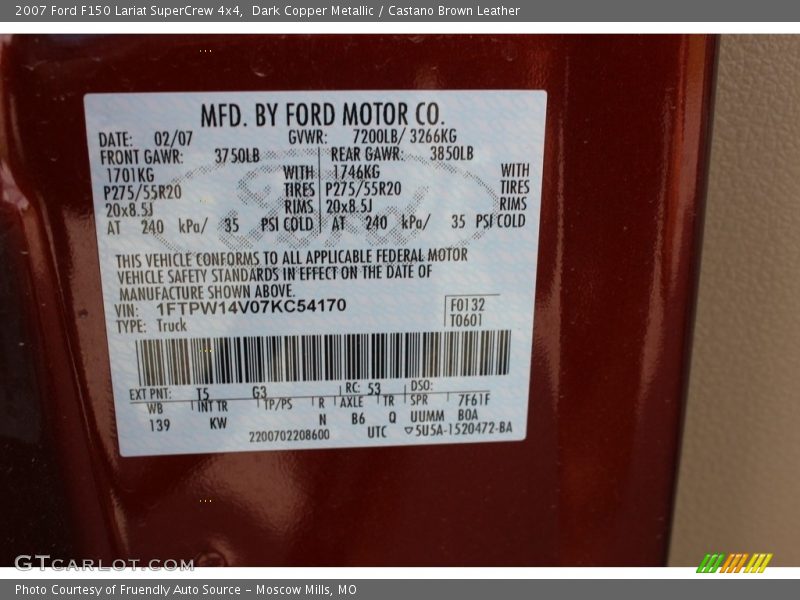 2007 Ford F150 Lariat SuperCrew 4x4,  Dark Copper Metallic / Castano Brown Leather
MFD. BY FORD MOTOR CO.
DATE: 02/07 GVWR: 7200LB/ 3266KG
FRONT GAWR: 3750LB REAR GAWR: 3850LB
1701KG WITH 1746KG WITH
P275/55R20 TIRES P275/55R20 TIRES
20x8.5J RIMS 20x8.5J RIMS
AT 240 kPa/ 35 PSI COLD AT 240 kPa/ 35 PSI COLD
THIS VEHICLE CONFORMS TO ALL APPLICABLE FEDERAL MOTOR
VEHICLE SAFETY STANDARDS IN EFFECT ON THE DATE OF
MANUFACTURE SHOWN ABOVE.
VIN: 1FTPW14V07KC54170 F0132
TYPE: Truck T0601
EXT PNT: T5 G3 RC: 53 DSO:
WB INT TR TP/PS R AXLE TR SPR 7F61F
139 KW N B6 Q UUMM BOA
2200702208600 UTC ▽5U5A-1520472-BA
GTCARLOT.COM
Photo Courtesy of Fruendly Auto Source – Moscow Mills, MO